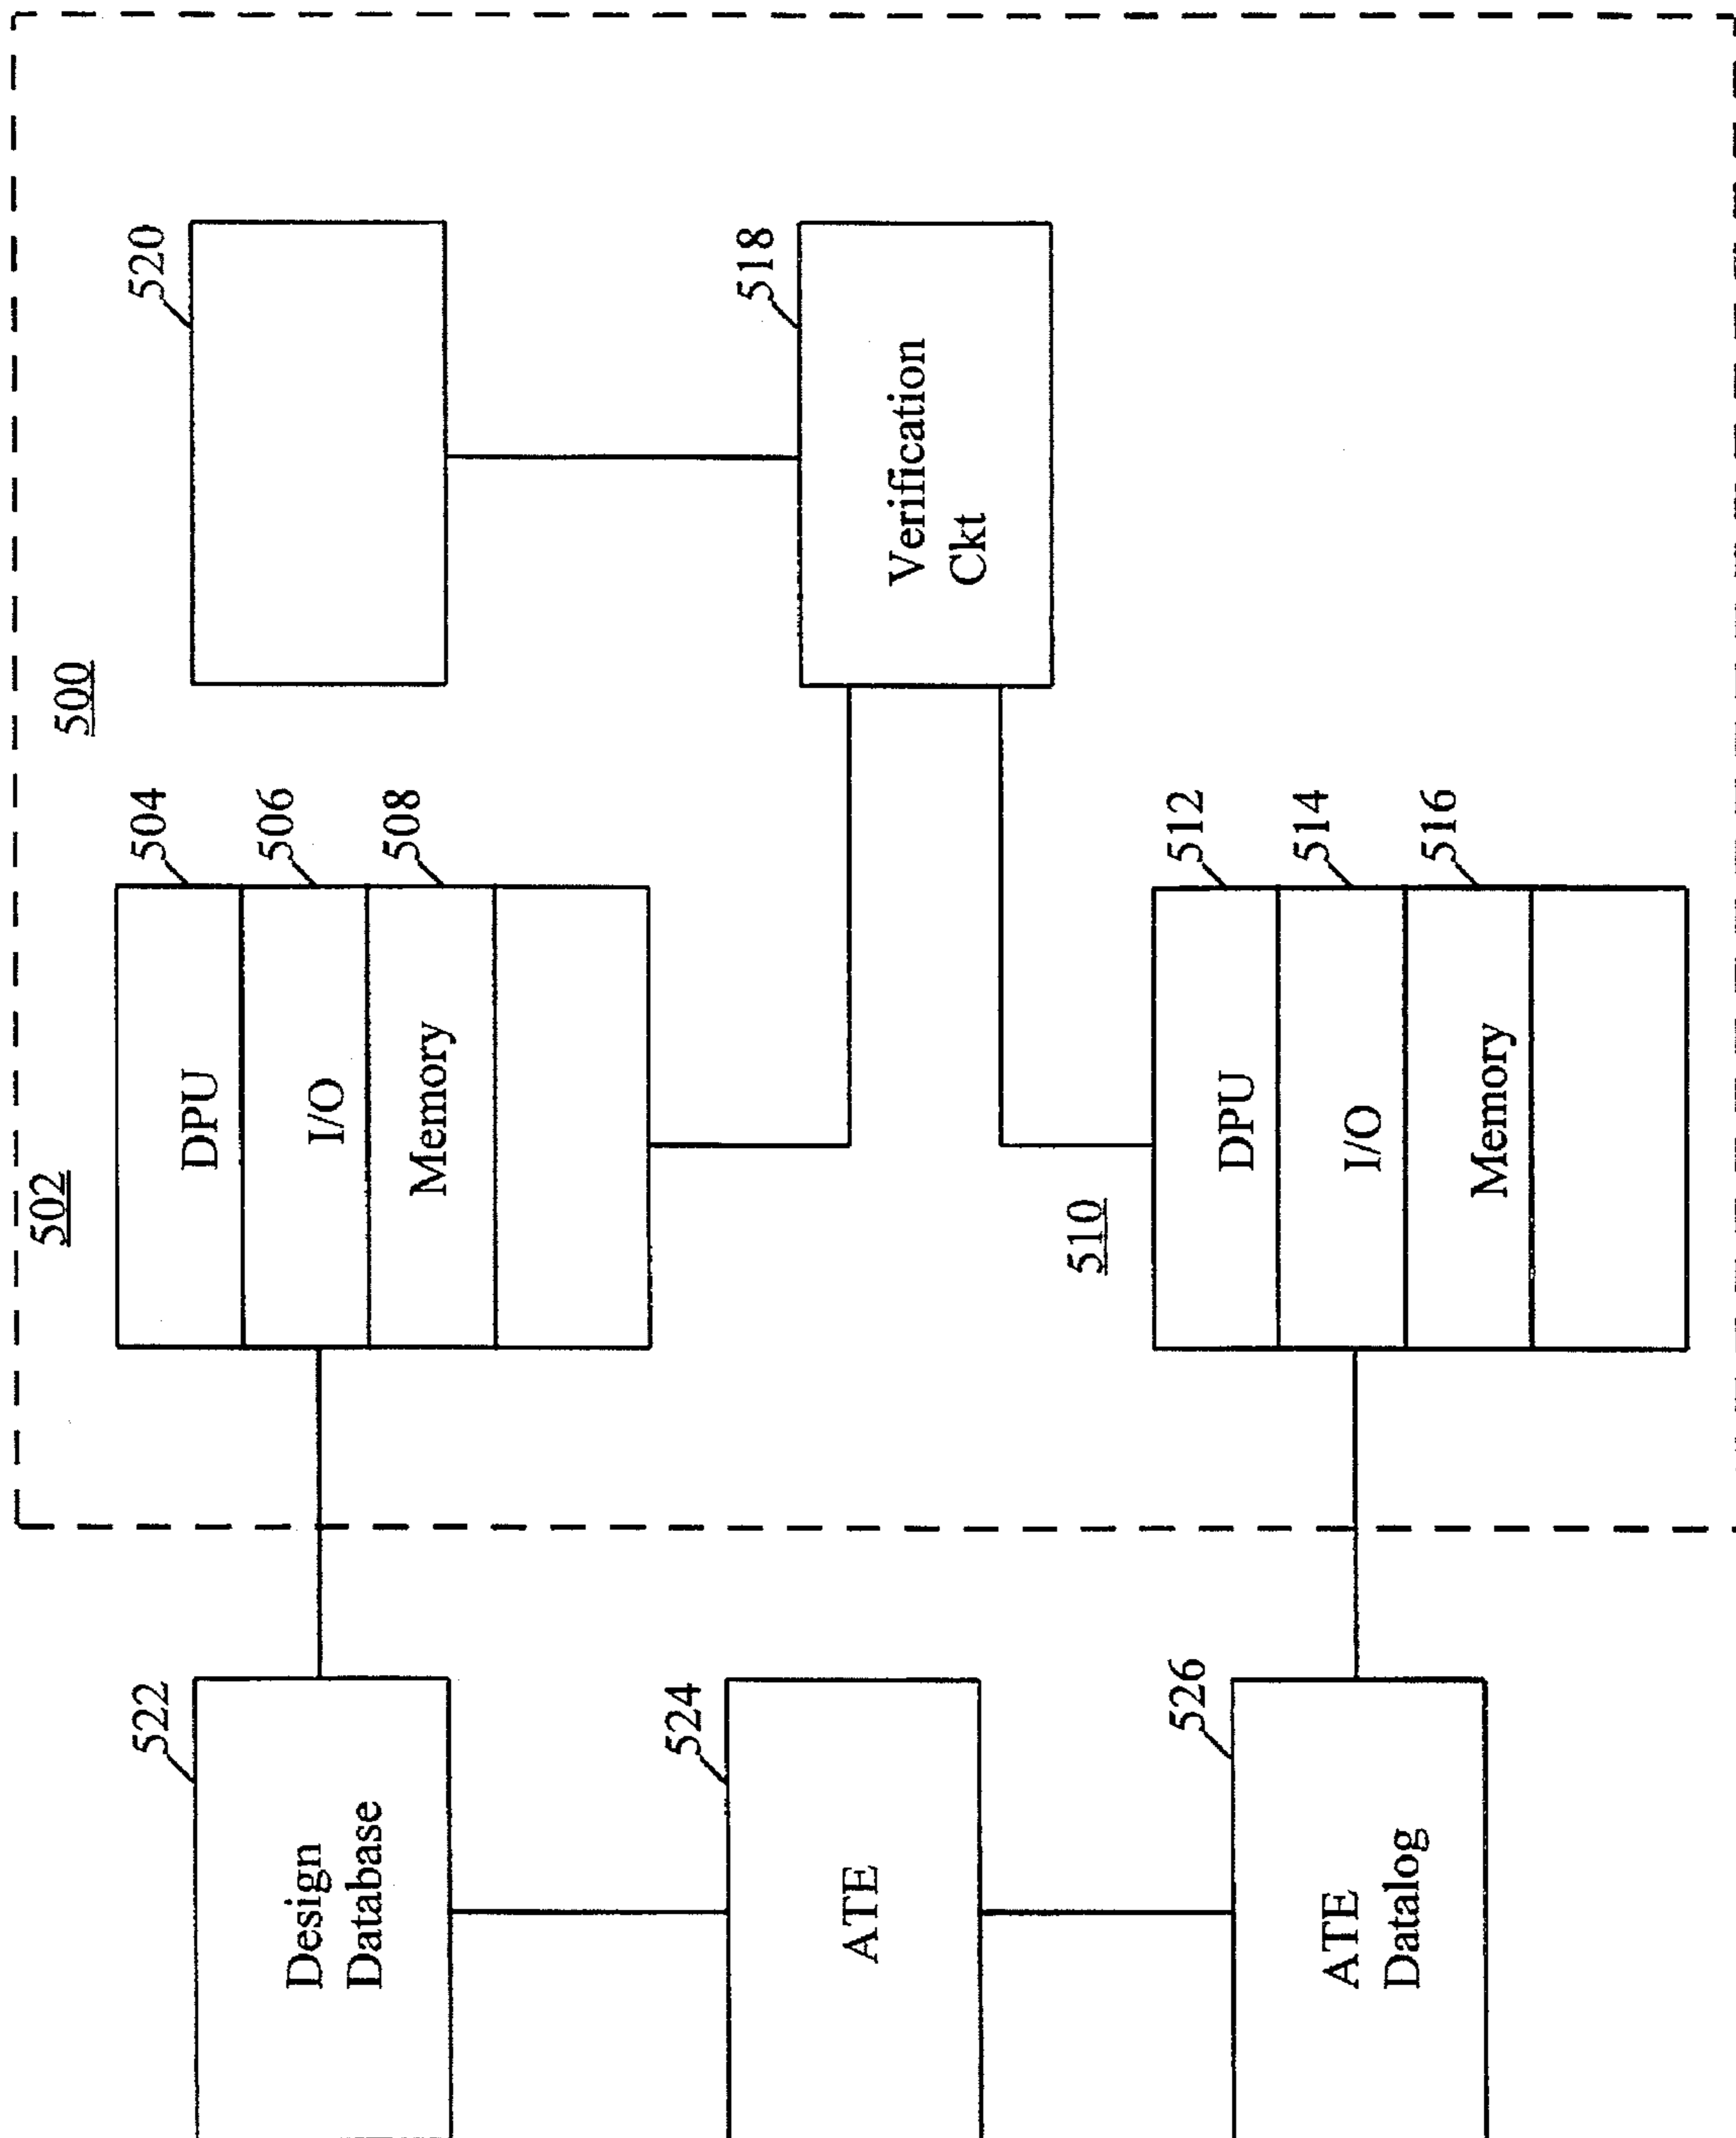 500
502
504
DPU
506
I/O
508
Memory
510
512
DPU
514
I/O
516
Memory
518
Verification
Ckt
520
522
Design
Database
524
ATE
526
ATE
Datalog